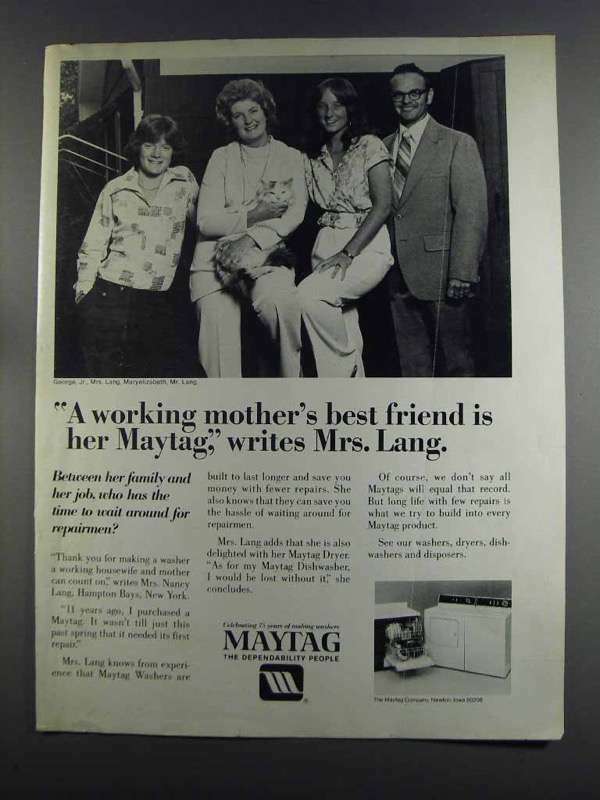 George, Jr., Mrs. Lang, Maryelizabeth, Mr. Lang.
“A working mother’s best friend is
her Maytag,” writes Mrs. Lang.
Between her family and
her job, who has the
time to wait around for
repairmen?
“Thank you for making a washer
a working housewife and mother
can count on,” writes Mrs. Nancy
Lang, Hampton Bays, New York.
“11 years ago, I purchased a
Maytag. It wasn’t till just this
past spring that it needed its first
repair.”
Mrs. Lang knows from experi-
ence that Maytag Washers are
built to last longer and save you
money with fewer repairs. She
also knows that they can save you
the hassle of waiting around for
repairmen.
Mrs. Lang adds that she is also
delighted with her Maytag Dryer.
“As for my Maytag Dishwasher,
I would be lost without it,” she
concludes.
Of course, we don’t say all
Maytags will equal that record.
But long life with few repairs is
what we try to build into every
Maytag product.
See our washers, dryers, dish-
washers and disposers.
Celebrating 75 years of making washers
MAYTAG
THE DEPENDABILITY PEOPLE
®
The Maytag Company, Newton, Iowa 50208